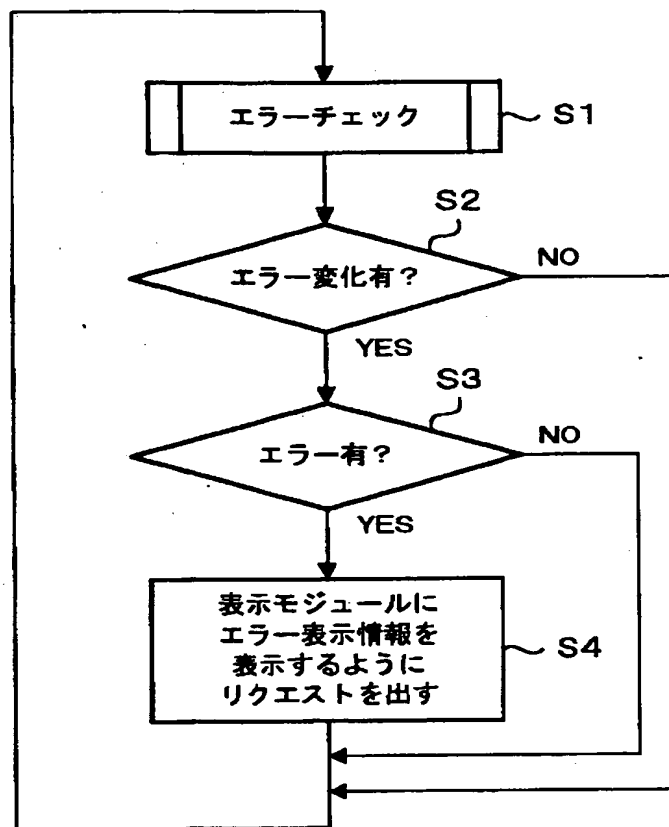 エラーチェック
S1
S2
エラー変化有?
NO
YES
S3
エラー有?
NO
YES
表示モジュールに
エラー表示情報を
表示するように
リクエストを出す
S4